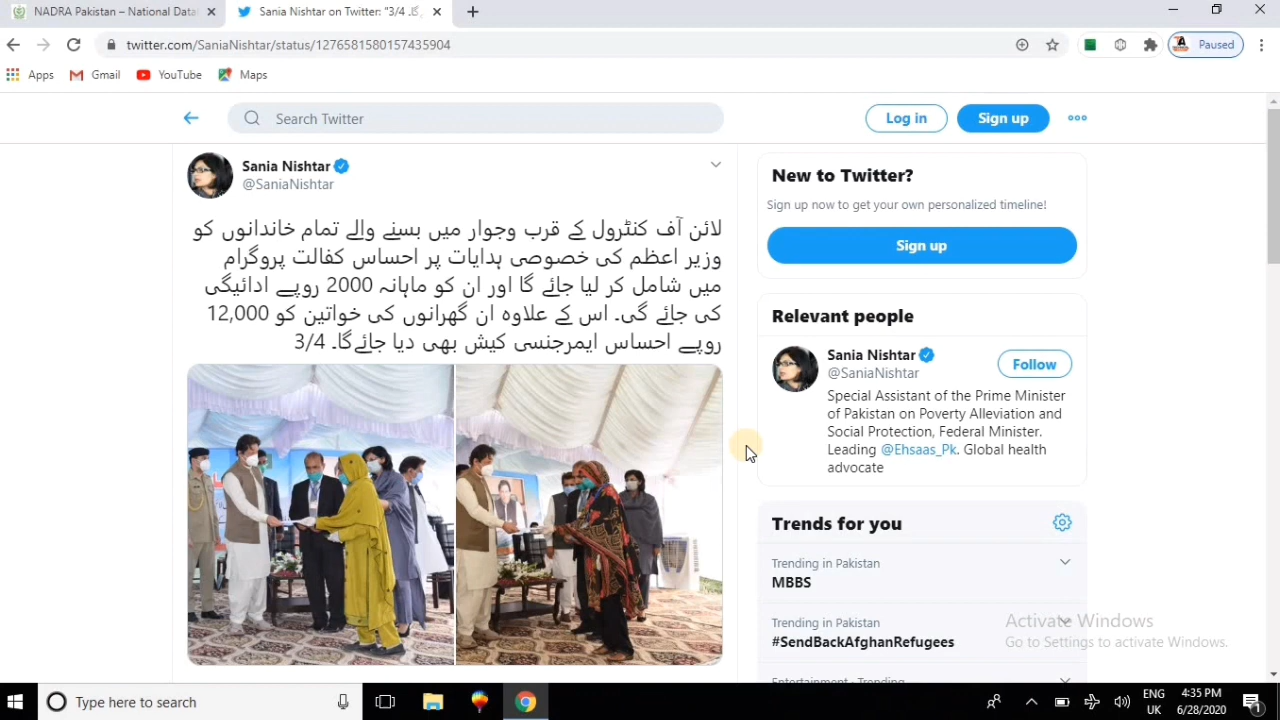 NADRA Pakistan – National Datal
Sania Nishtar on Twitter: "3/4 .گا
twitter.com/SaniaNishtar/status/1276581580157435904
Paused
Apps
Gmail
YouTube
Maps
Search Twitter
Log in
Sign up
Sania Nishtar
@SaniaNishtar
لائن آف کنٹرول کے قرب وجوار میں بسنے والے تمام خاندانوں کو
وزیر اعظم کی خصوصی ہدایات پر احساس کفالت پروگرام
میں شامل کر لیا جائے گا اور ان کو ماہانہ 2000 روپے ادائیگی
کی جائے گی۔ اس کے علاوہ ان گھرانوں کی خواتین کو 12,000
روپے احساس ایمرجنسی کیش بھی دیا جائےگا۔ 3/4
New to Twitter?
Sign up now to get your own personalized timeline!
Sign up
Relevant people
Sania Nishtar
@SaniaNishtar
Follow
Special Assistant of the Prime Minister
of Pakistan on Poverty Alleviation and
Social Protection, Federal Minister.
Leading @Ehsaas_Pk. Global health
advocate
Trends for you
Trending in Pakistan
MBBS
Trending in Pakistan
#SendBackAfghanRefugees
Entertainment · Trending
Activate Windows
Go to Settings to activate Windows.
Type here to search
ENG
UK
4:35 PM
6/28/2020
1